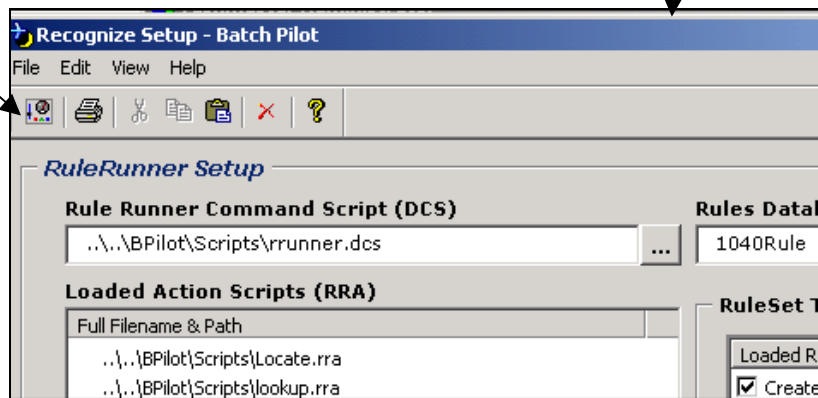 Recognize Setup - Batch Pilot
File Edit View Help
RuleRunner Setup
Rule Runner Command Script (DCS)
Rules Data
..\..\BPilot\Scripts\rrunner.dcs
...
1040Rule
Loaded Action Scripts (RRA)
RuleSet T
Full Filename & Path
Loaded R
..\..\BPilot\Scripts\Locate.rra
..\..\BPilot\Scripts\lookup.rra
Create